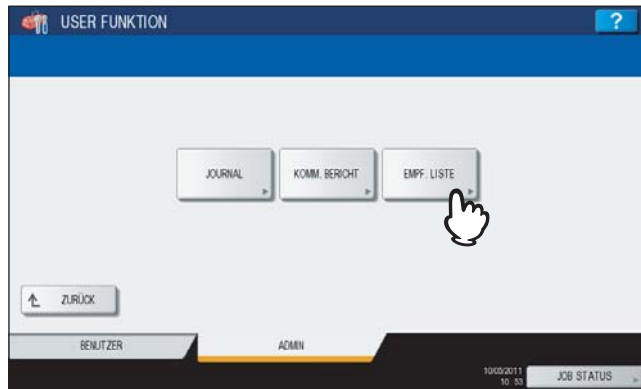 USER FUNKTION
?
JOURNAL
KOMM. BERICHT
EMPF. LISTE
ZURÜCK
BENUTZER
ADMIN
10/03/2011
10 53
JOB STATUS